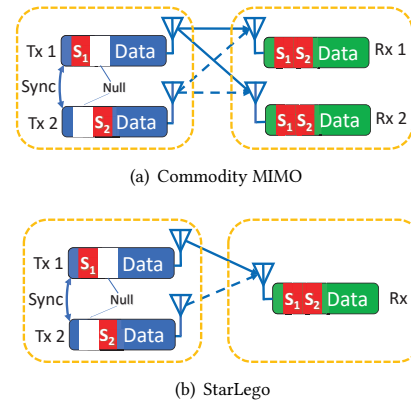 Tx 1 S₁ Data Rx 1 S₁ S₂ Data
Sync Null
Tx 2 S₂ Data Rx 2 S₁ S₂ Data
(a) Commodity MIMO
Tx 1 S₁ Data
Sync Null Rx S₁ S₂ Data
Tx 2 S₂ Data
(b) StarLego